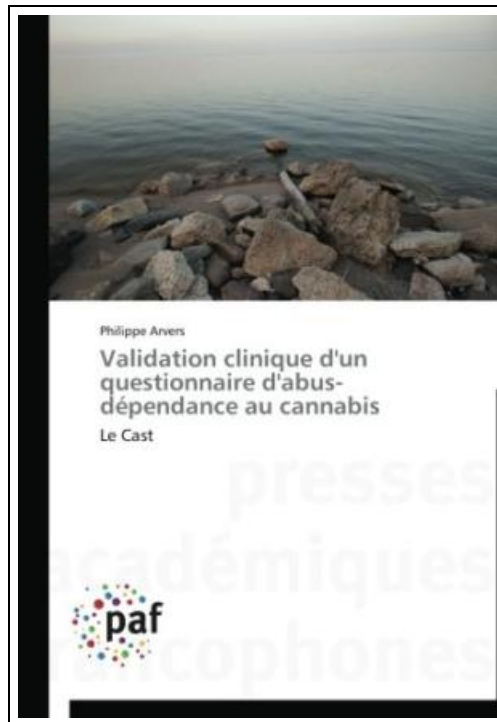 Philippe Arvers
Validation clinique d'un
questionnaire d'abus-
dépendance au cannabis
Le Cast
presses
académiques
francophones
paf